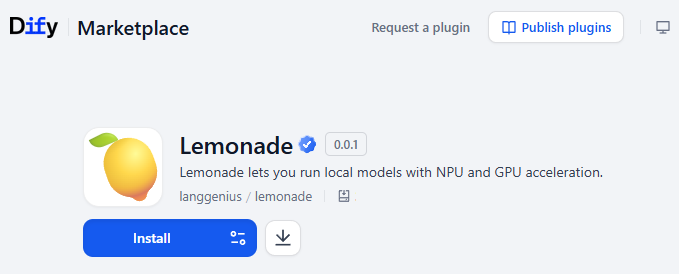 Dify Marketplace Request a plugin Publish plugins
Lemonade 0.0.1
Lemonade lets you run local models with NPU and GPU acceleration.
langgenius / lemonade
Install